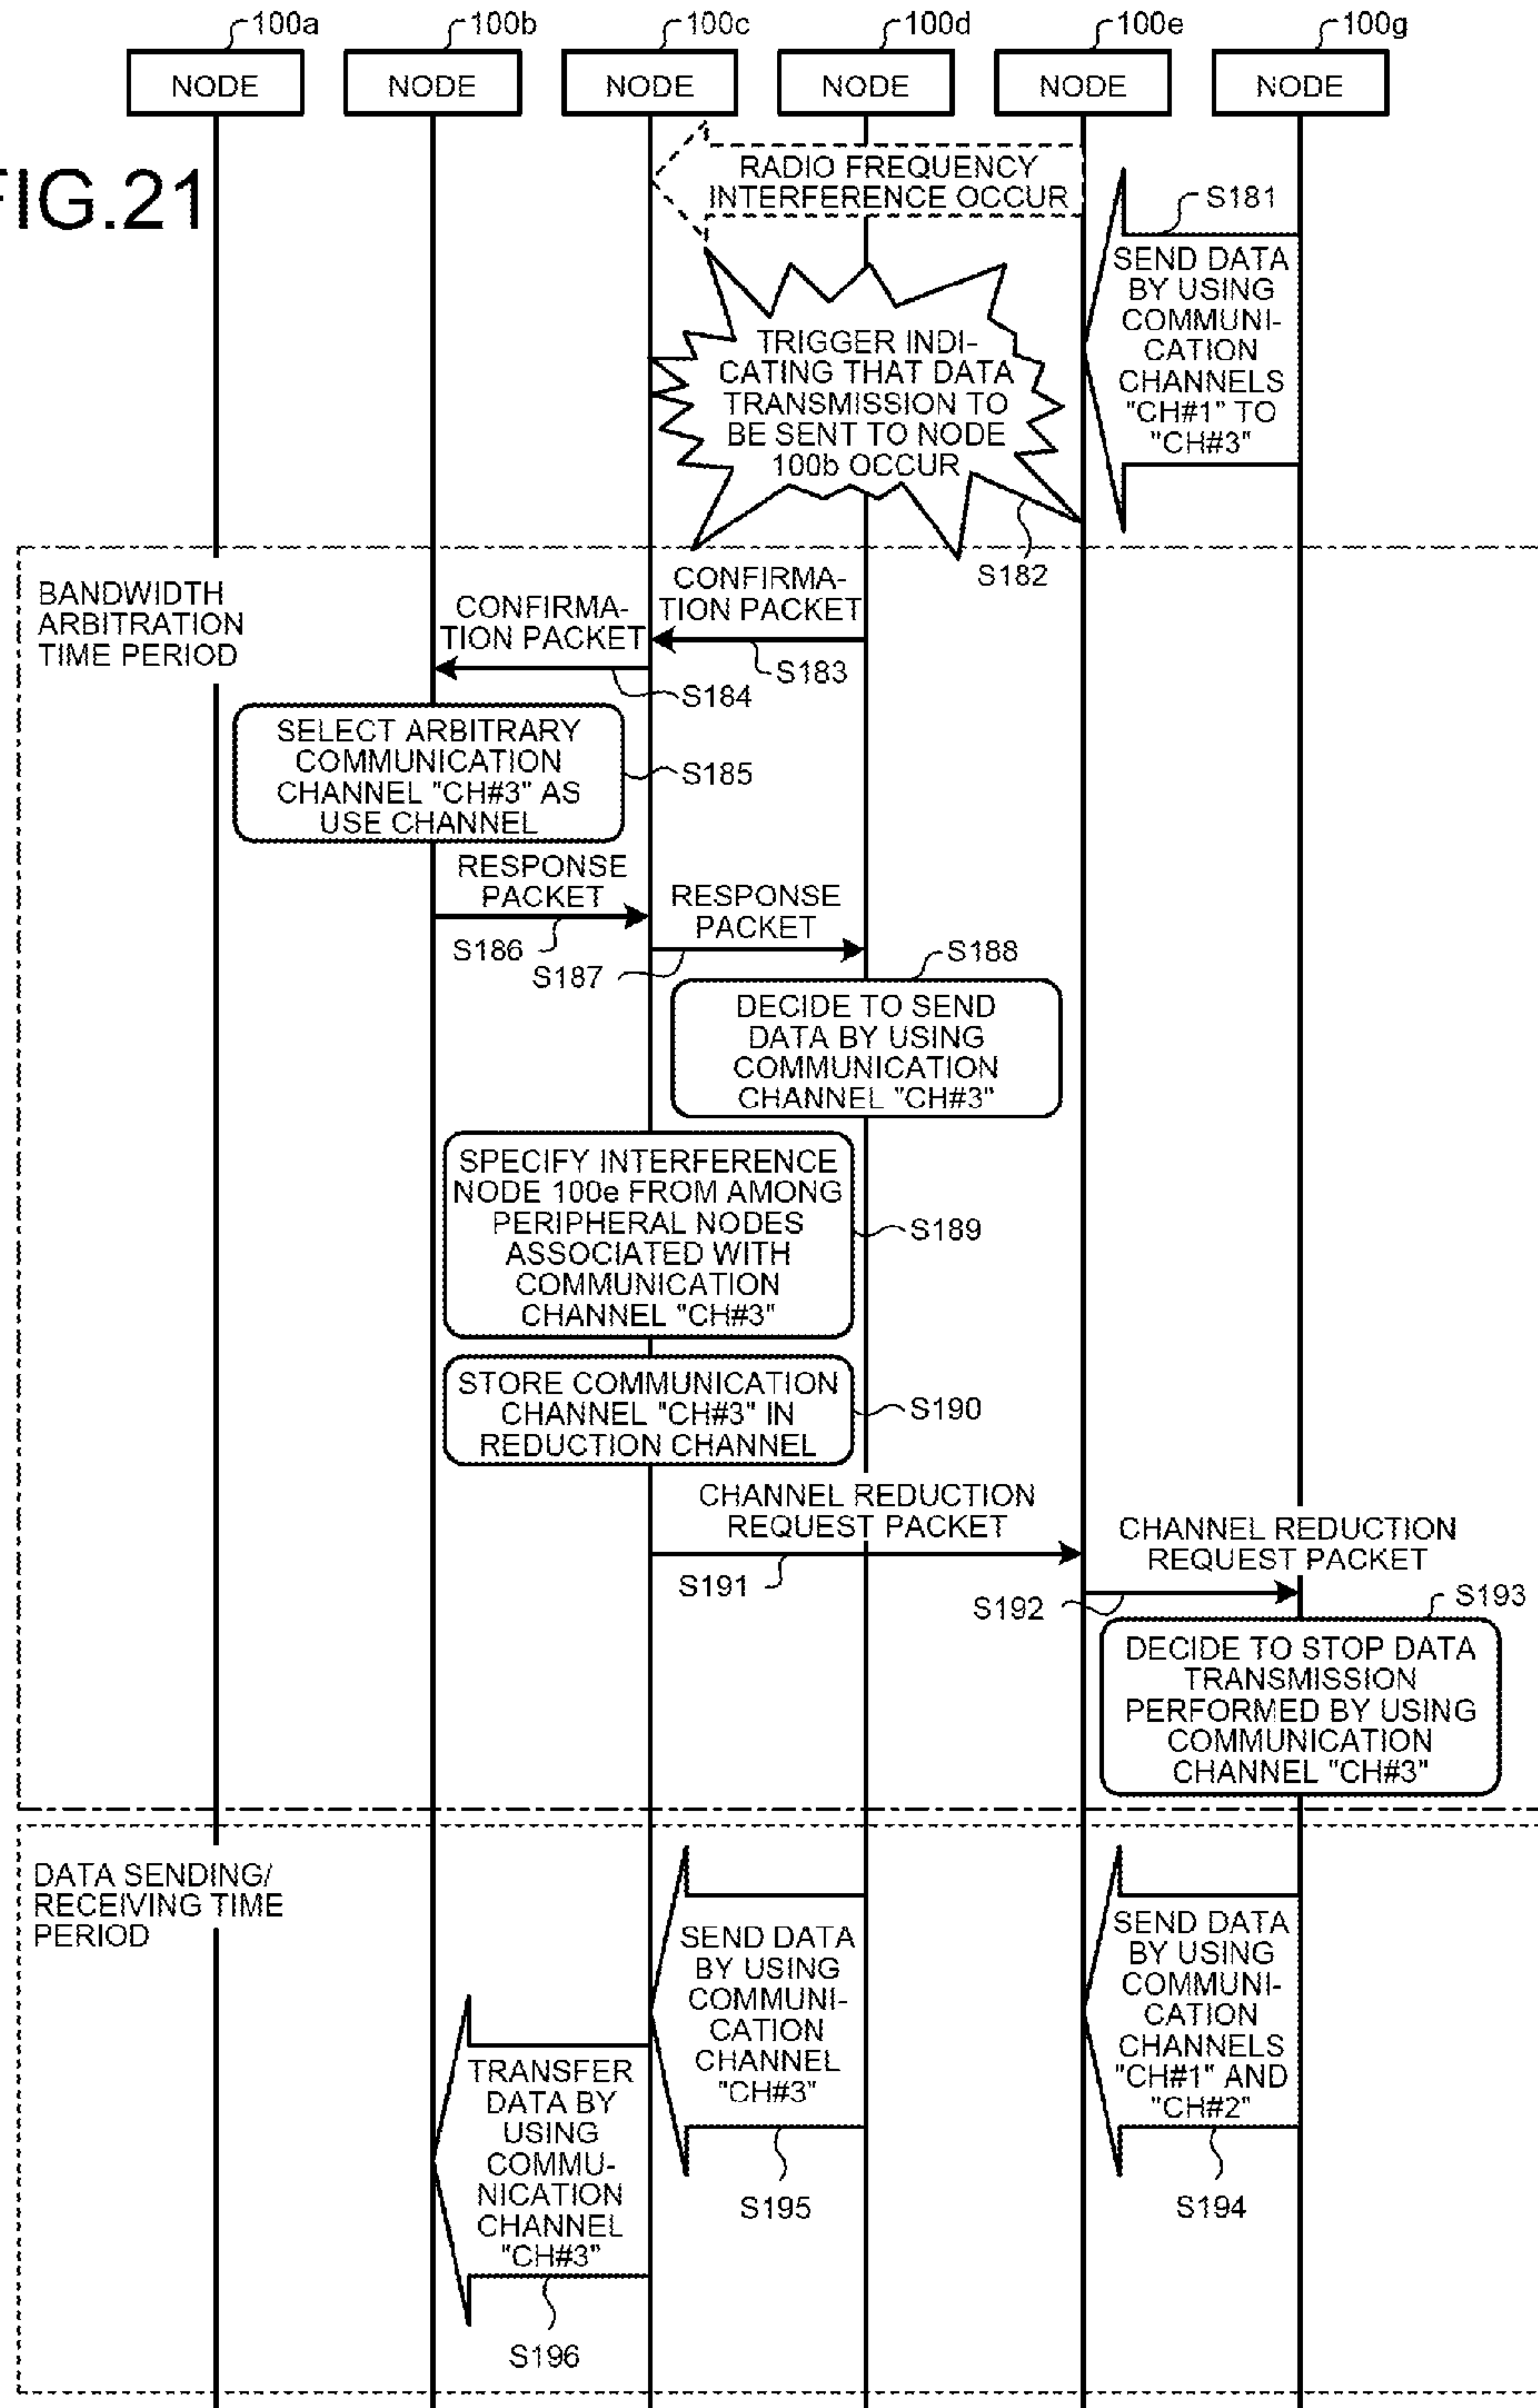 100a
100b
100c
100d
100e
100g
NODE
NODE
NODE
NODE
NODE
NODE
FIG.21
RADIO FREQUENCY
INTERFERENCE OCCUR
S181
SEND DATA
BY USING
COMMUNI-
CATION
CHANNELS
"CH#1" TO
"CH#3"
TRIGGER INDI-
CATING THAT DATA
TRANSMISSION TO
BE SENT TO NODE
100b OCCUR
S182
BANDWIDTH
ARBITRATION
TIME PERIOD
CONFIRMA-
TION PACKET
S183
CONFIRMA-
TION PACKET
S184
SELECT ARBITRARY
COMMUNICATION
CHANNEL "CH#3" AS
USE CHANNEL
S185
RESPONSE
PACKET
S186
RESPONSE
PACKET
S187
S188
DECIDE TO SEND
DATA BY USING
COMMUNICATION
CHANNEL "CH#3"
SPECIFY INTERFERENCE
NODE 100e FROM AMONG
PERIPHERAL NODES
ASSOCIATED WITH
COMMUNICATION
CHANNEL "CH#3"
S189
STORE COMMUNICATION
CHANNEL "CH#3" IN
REDUCTION CHANNEL
S190
CHANNEL REDUCTION
REQUEST PACKET
S191
CHANNEL REDUCTION
REQUEST PACKET
S192
S193
DECIDE TO STOP DATA
TRANSMISSION
PERFORMED BY USING
COMMUNICATION
CHANNEL "CH#3"
DATA SENDING/
RECEIVING TIME
PERIOD
SEND DATA
BY USING
COMMUNI-
CATION
CHANNELS
"CH#1" AND
"CH#2"
S194
SEND DATA
BY USING
COMMUNI-
CATION
CHANNEL
"CH#3"
S195
TRANSFER
DATA BY
USING
COMMU-
NICATION
CHANNEL
"CH#3"
S196